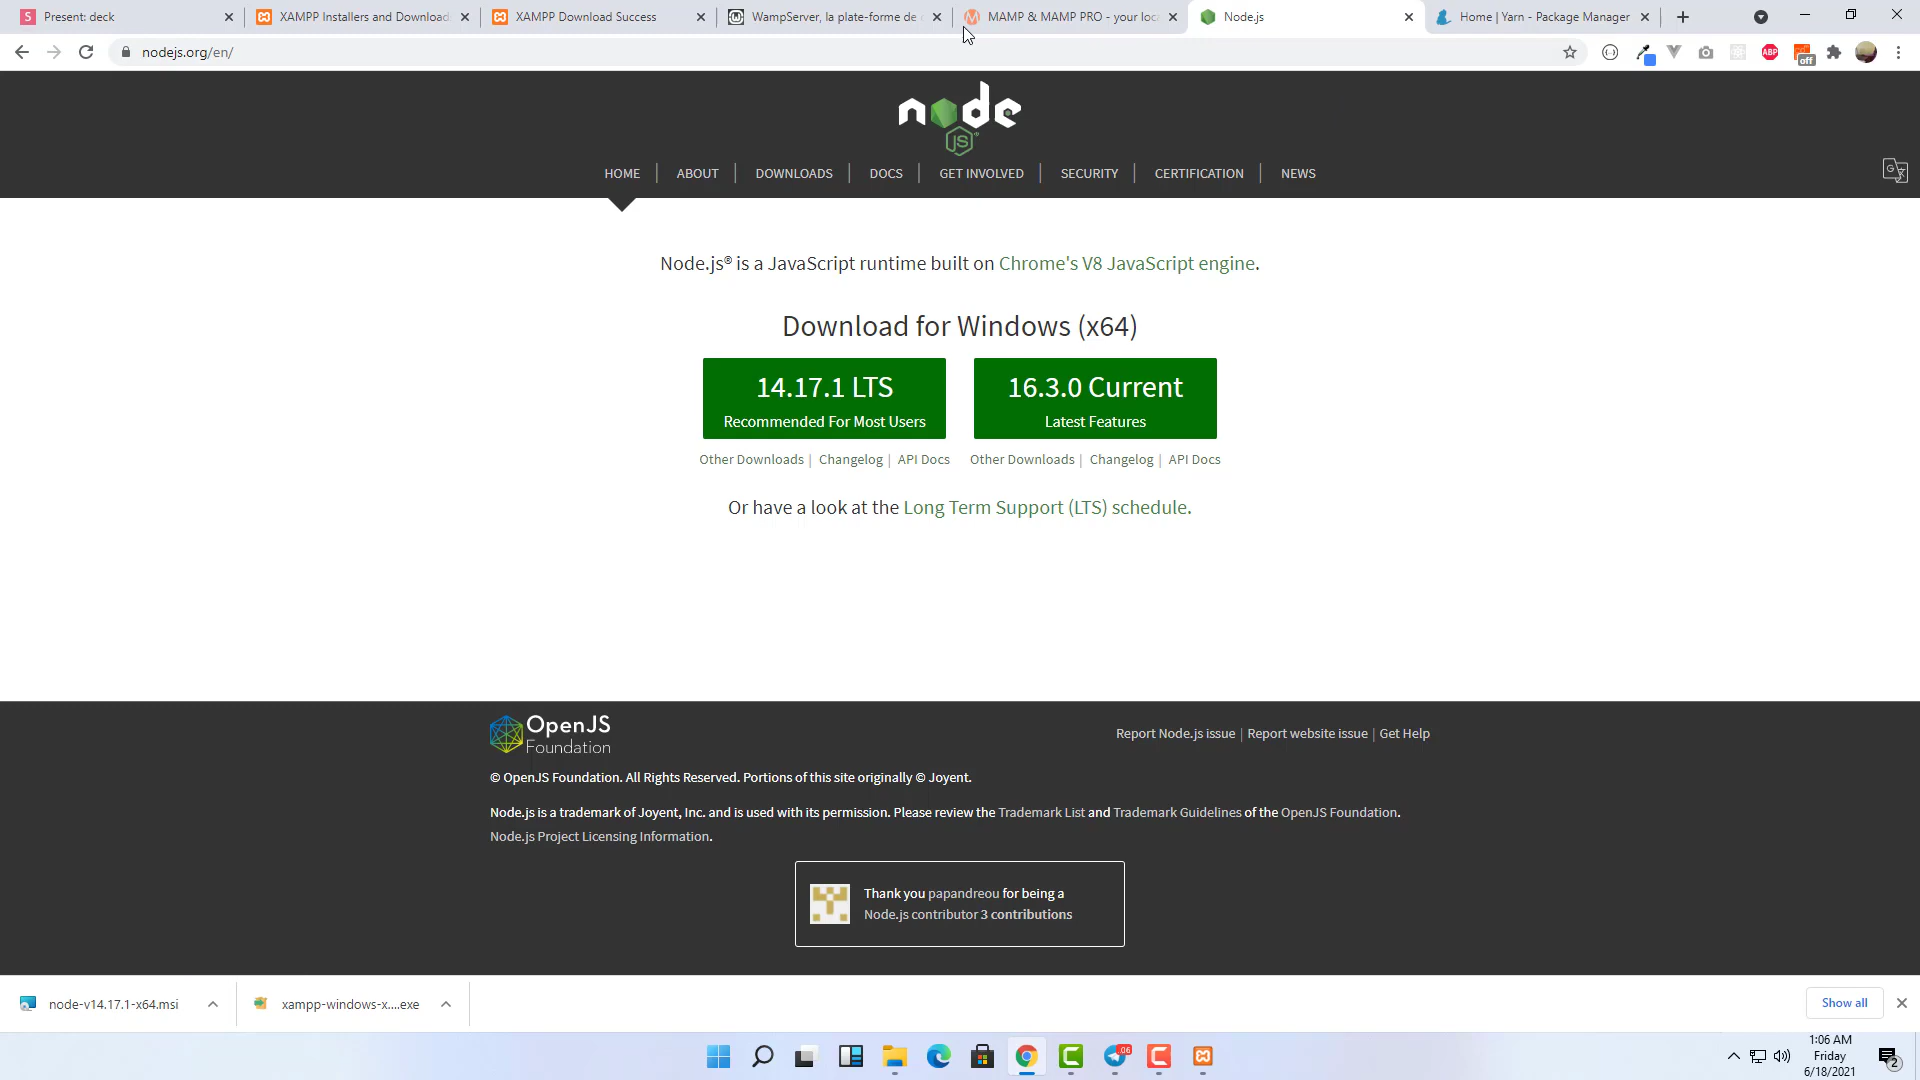 Present: deck
XAMPP Installers and Download
XAMPP Download Success
WampServer, la plate-forme de
MAMP & MAMP PRO - your loc
Node.js
Home | Yarn - Package Manager
nodejs.org/en/
ABP
off
node
JS
HOME
ABOUT
DOWNLOADS
DOCS
GET INVOLVED
SECURITY
CERTIFICATION
NEWS
Node.js® is a JavaScript runtime built on Chrome's V8 JavaScript engine.
Download for Windows (x64)
14.17.1 LTS
Recommended For Most Users
16.3.0 Current
Latest Features
Other Downloads | Changelog | API Docs
Other Downloads | Changelog | API Docs
Or have a look at the Long Term Support (LTS) schedule.
OpenJS
Foundation
Report Node.js issue | Report website issue | Get Help
© OpenJS Foundation. All Rights Reserved. Portions of this site originally © Joyent.
Node.js is a trademark of Joyent, Inc. and is used with its permission. Please review the Trademark List and Trademark Guidelines of the OpenJS Foundation.
Node.js Project Licensing Information.
Thank you papandreou for being a
Node.js contributor 3 contributions
node-v14.17.1-x64.msi
xampp-windows-x....exe
Show all
1:06 AM
Friday
6/18/2021
2